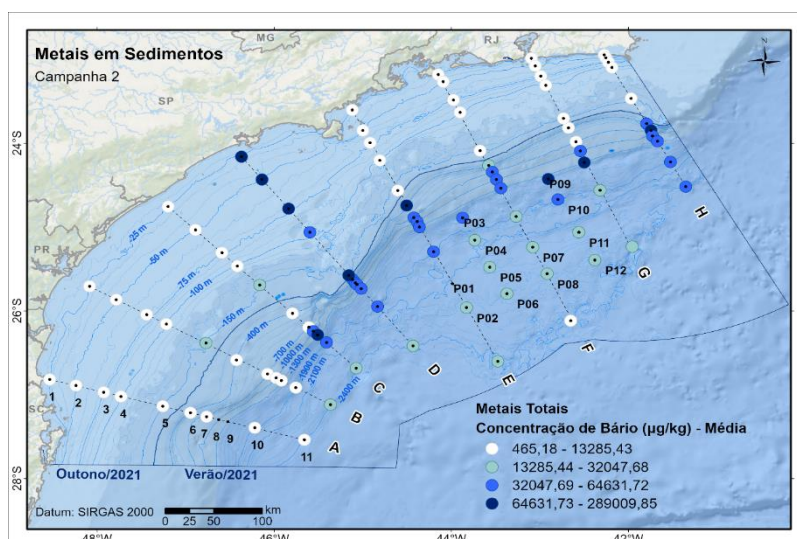 MG
RJ
Metais em Sedimentos
Campanha 2
SP
24°S
24°S
PR
26°S
26°S
SC
28°S
28°S
-25 m
-50 m
-75 m
-100 m
-150 m
-400 m
-700 m
-1000 m
-1300 m
-1900 m
-2100 m
-2400 m
P09
P10
P03
P04
P11
P07
P12
P05
P08
P01
P06
P02
H
G
F
E
D
C
B
A
1
2
3
4
5
6
7
8
9
10
11
Outono/2021
Verão/2021
Metais Totais
Concentração de Bário (µg/kg) - Média
465,18 - 13285,43
13285,44 - 32047,68
32047,69 - 64631,72
64631,73 - 289009,85
Datum: SIRGAS 2000
km
0 25 50 100
48°W
46°W
44°W
42°W